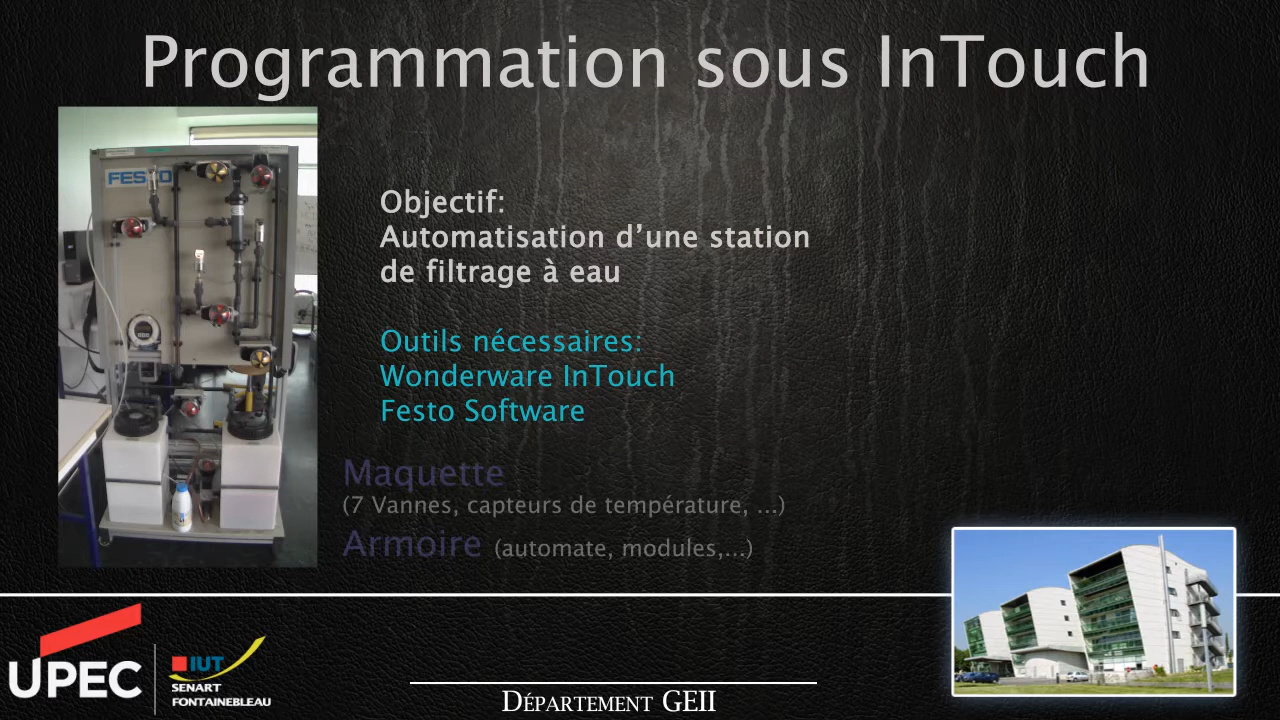 Programmation sous InTouch
FESTO
Objectif:
Automatisation d’une station
de filtrage à eau
Outils nécessaires:
Wonderware InTouch
Festo Software
Maquette
(7 Vannes, capteurs de température, ...)
Armoire (automate, modules,...)
UPEC
IUT
SENART
FONTAINEBLEAU
DÉPARTEMENT GEII